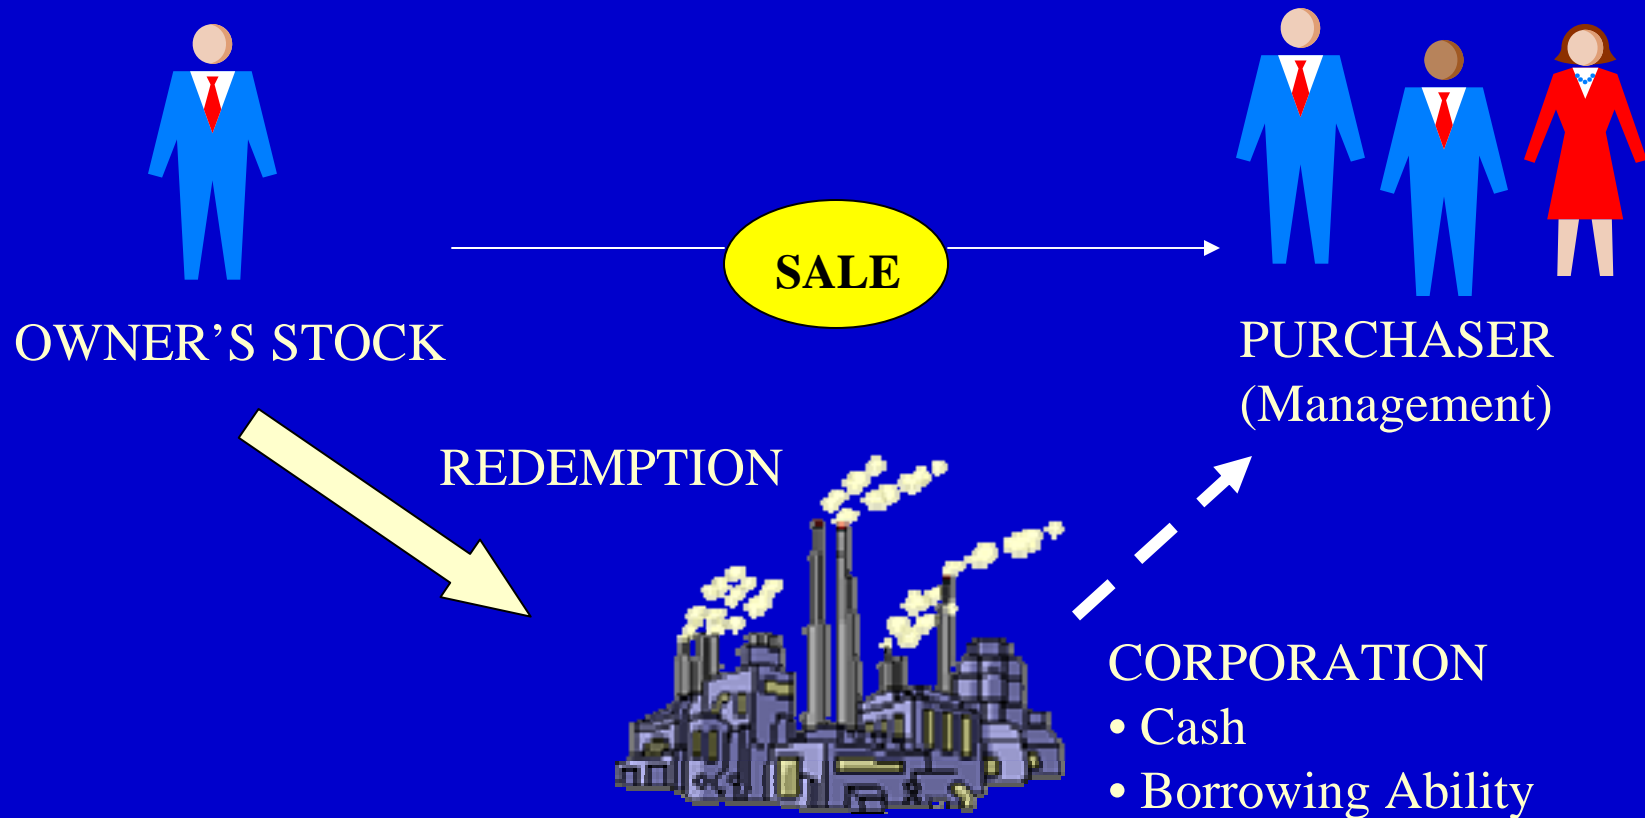 SALE
OWNER’S STOCK
PURCHASER
(Management)
REDEMPTION
CORPORATION
• Cash
• Borrowing Ability